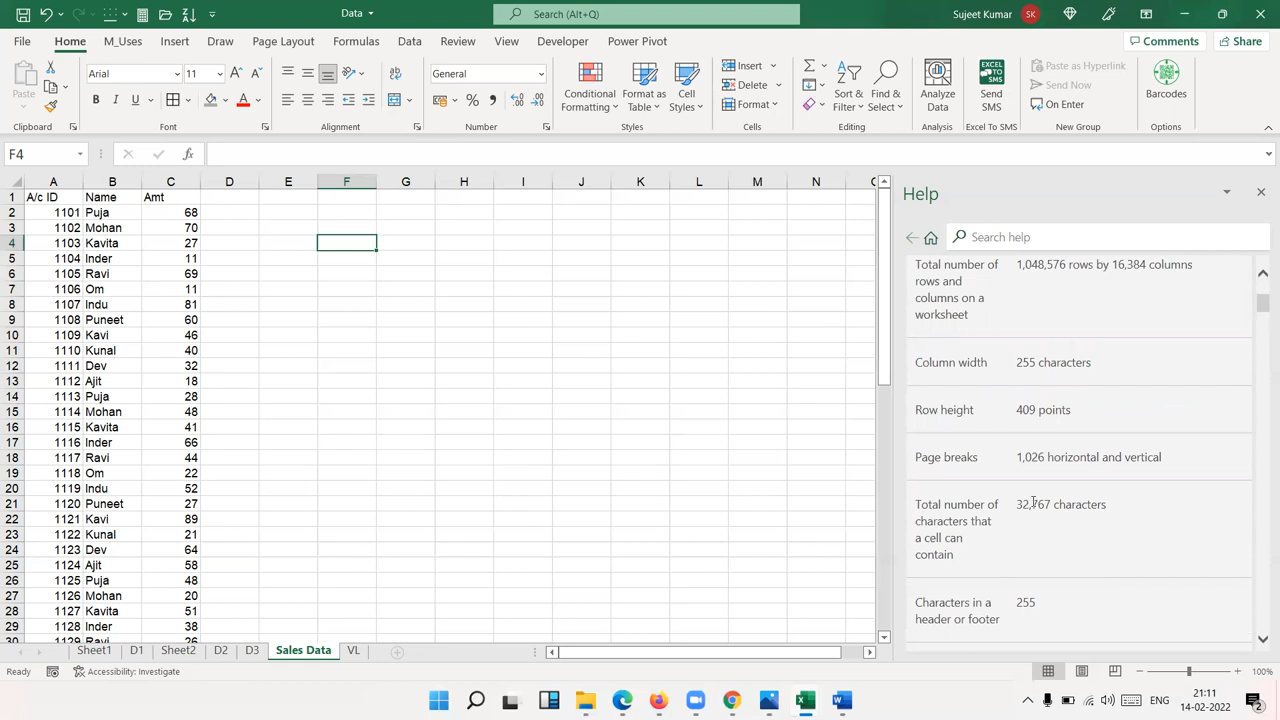 Data
Search (Alt+Q)
Sujeet Kumar SK
File Home M_Uses Insert Draw Page Layout Formulas Data Review View Developer Help Power Pivot Comments Share
Paste Arial 11 General Conditional Formatting Format as Table Cell Styles Insert Delete Format Sort & Filter Find & Select Analyze Data Send SMS Paste as Hyperlink Send Now On Enter Barcodes
Clipboard Font Alignment Number Styles Cells Editing Analysis Excel To SMS New Group Options
F4 fx
A B C D E F G H I J K L M N
1 A/c ID Name Amt
2 1101 Puja 68
3 1102 Mohan 70
4 1103 Kavita 27
5 1104 Inder 11
6 1105 Ravi 69
7 1106 Om 11
8 1107 Indu 81
9 1108 Puneet 60
10 1109 Kavi 46
11 1110 Kunal 40
12 1111 Dev 32
13 1112 Ajit 18
14 1113 Puja 28
15 1114 Mohan 48
16 1115 Kavita 41
17 1116 Inder 66
18 1117 Ravi 44
19 1118 Om 22
20 1119 Indu 52
21 1120 Puneet 27
22 1121 Kavi 89
23 1122 Kunal 21
24 1123 Dev 64
25 1124 Ajit 58
26 1125 Puja 48
27 1126 Mohan 20
28 1127 Kavita 51
29 1128 Inder 38
30 1129 Ravi 26
Help
Search help
Total number of 1,048,576 rows by 16,384 columns
rows and
columns on a
worksheet
Column width 255 characters
Row height 409 points
Page breaks 1,026 horizontal and vertical
Total number of 32,767 characters
characters that
a cell can
contain
Characters in a 255
header or footer
Sheet1 D1 Sheet2 D2 D3 Sales Data VL
Ready Accessibility: Investigate 100%
ENG 21:11
14-02-2022 2